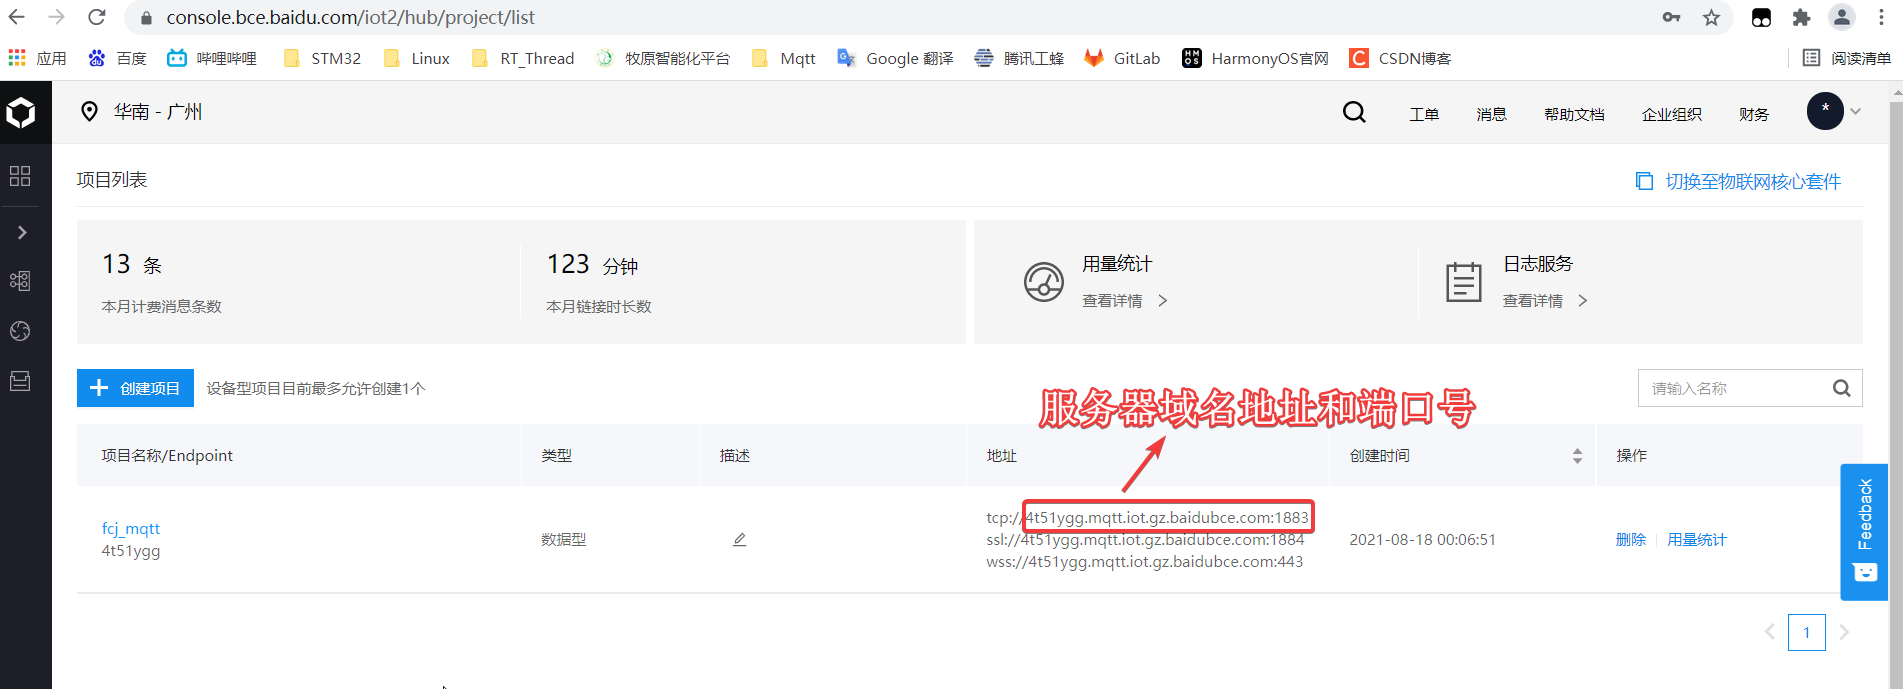 console.bce.baidu.com/iot2/hub/project/list
应用 百度 哔哩哔哩 STM32 Linux RT_Thread 牧原智能化平台 Mqtt Google 翻译 腾讯工蜂 GitLab HarmonyOS官网 CSDN博客 阅读清单
华南 - 广州 工单 消息 帮助文档 企业组织 财务 *
项目列表 切换至物联网核心套件
13 条 123 分钟 用量统计 日志服务
本月计费消息条数 本月链接时长数 查看详情 > 查看详情 >
+ 创建项目 设备型项目目前最多允许创建1个 请输入名称
服务器域名地址和端口号
项目名称/Endpoint 类型 描述 地址 创建时间 操作
fcj_mqtt
4t51ygg
数据型
tcp://4t51ygg.mqtt.iot.gz.baidubce.com:1883
ssl://4t51ygg.mqtt.iot.gz.baidubce.com:1884
wss://4t51ygg.mqtt.iot.gz.baidubce.com:443
2021-08-18 00:06:51
删除 用量统计
Feedback
1